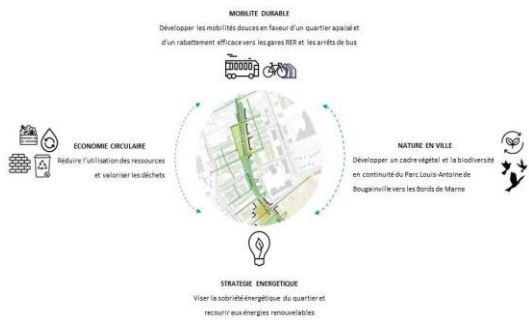 MOBILITE DURABLE
Développer les mobilités douces en faveur d'un quartier apaisé et
d'un rabattement efficace vers les gares RER et les arrêts de bus
ECONOMIE CIRCULAIRE
Réduire l'utilisation des ressources
et valoriser les déchets
NATURE EN VILLE
Développer un cadre végétal et la biodiversité
en continuité du Parc Louis-Antoine de
Bougainville vers les Bords de Marne
STRATEGIE ENERGETIQUE
Viser la sobriété énergétique du quartier et
recourir aux énergies renouvelables